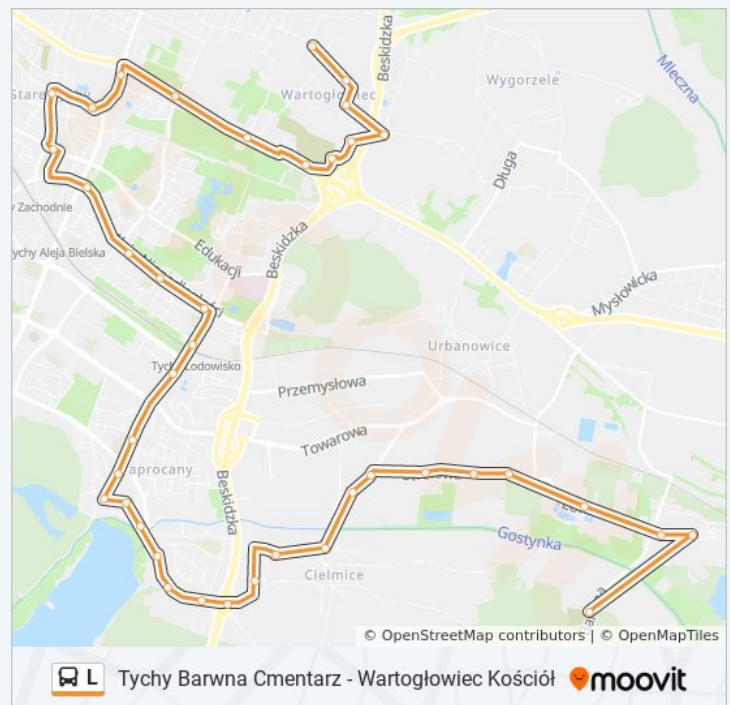 Beskidzka
Wartogłowiec
Wygorzele
Mleczna
Długa
Zachodnie
Tychy Aleja Bielska
Edukacji
Beskidzka
Mysłowicka
Urbanowice
Tychy Lodowisko
Przemysłowa
Towarowa
Paprocany
Beskidzka
Gostynka
Cielmice
© OpenStreetMap contributors | © OpenMapTiles
L Tychy Barwna Cmentarz - Wartogłowiec Kościół moovit